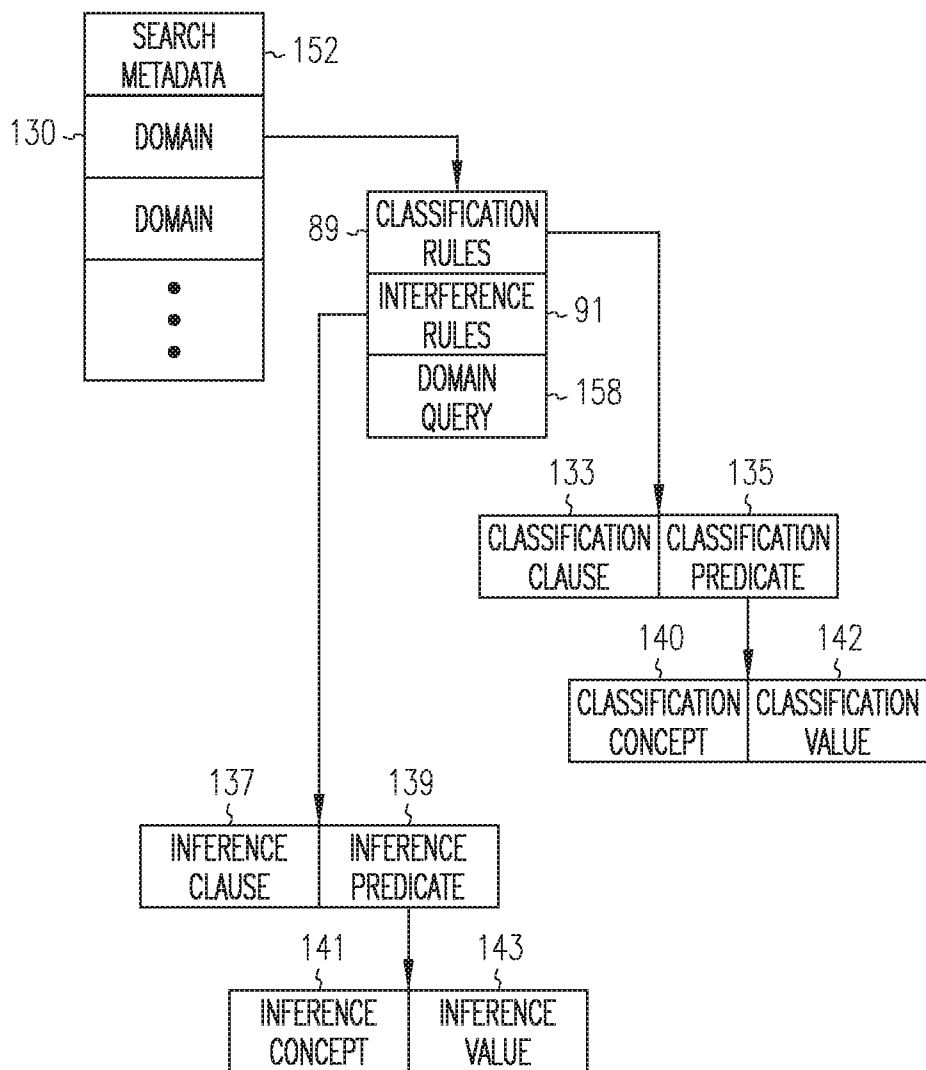 SEARCH
METADATA
152
130
DOMAIN
DOMAIN
89
CLASSIFICATION
RULES
INTERFERENCE
RULES
91
DOMAIN
QUERY
158
133
135
CLASSIFICATION
CLAUSE
CLASSIFICATION
PREDICATE
140
142
CLASSIFICATION
CONCEPT
CLASSIFICATION
VALUE
137
139
INFERENCE
CLAUSE
INFERENCE
PREDICATE
141
143
INFERENCE
CONCEPT
INFERENCE
VALUE